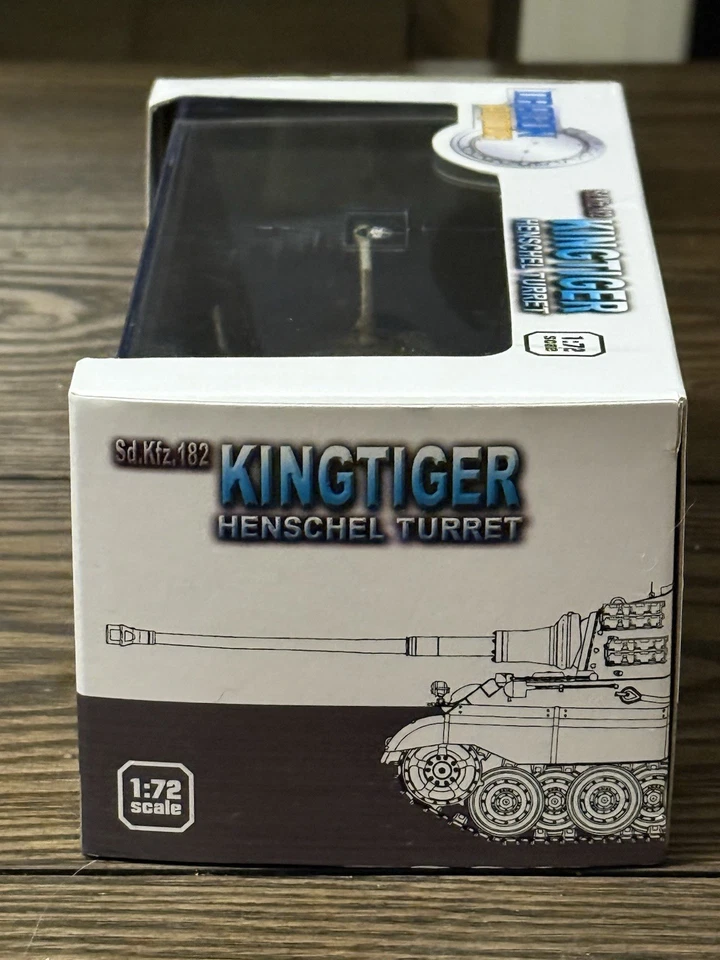 Sd.Kfz.182 KINGTIGER
HENSCHEL TURRET
1:72
scale
KINGTIGER
HENSCHEL TURRET
1:72
scale